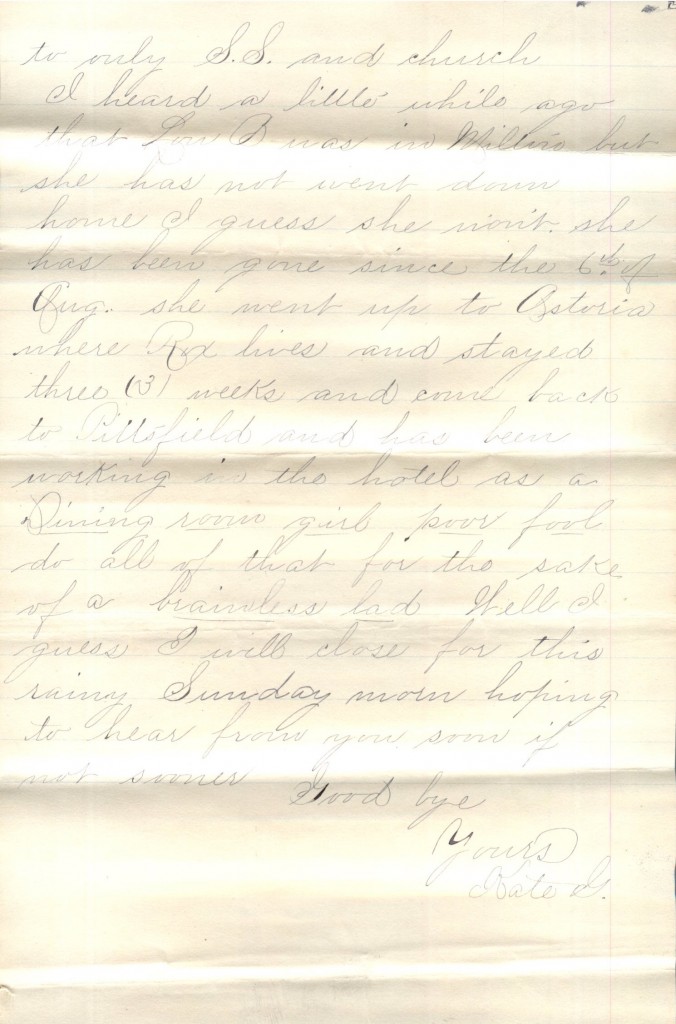 to only S.S. and church
I heard a little while ago
that Lou B was in but
she has not went down
home I guess she won't. she
has been gone since the 6th of
Aug. she went up to Astoria
where Rox lives and stayed
three (3) weeks and come back
to Pittsfield and has been
working in the hotel as a
Dining room girl poor fool
do all of that for the sake
of a brainless lad Well I
guess I will close for this
rainy Sunday morn hoping
to hear from you soon if
not sooner Good bye
Yours
Kate G.